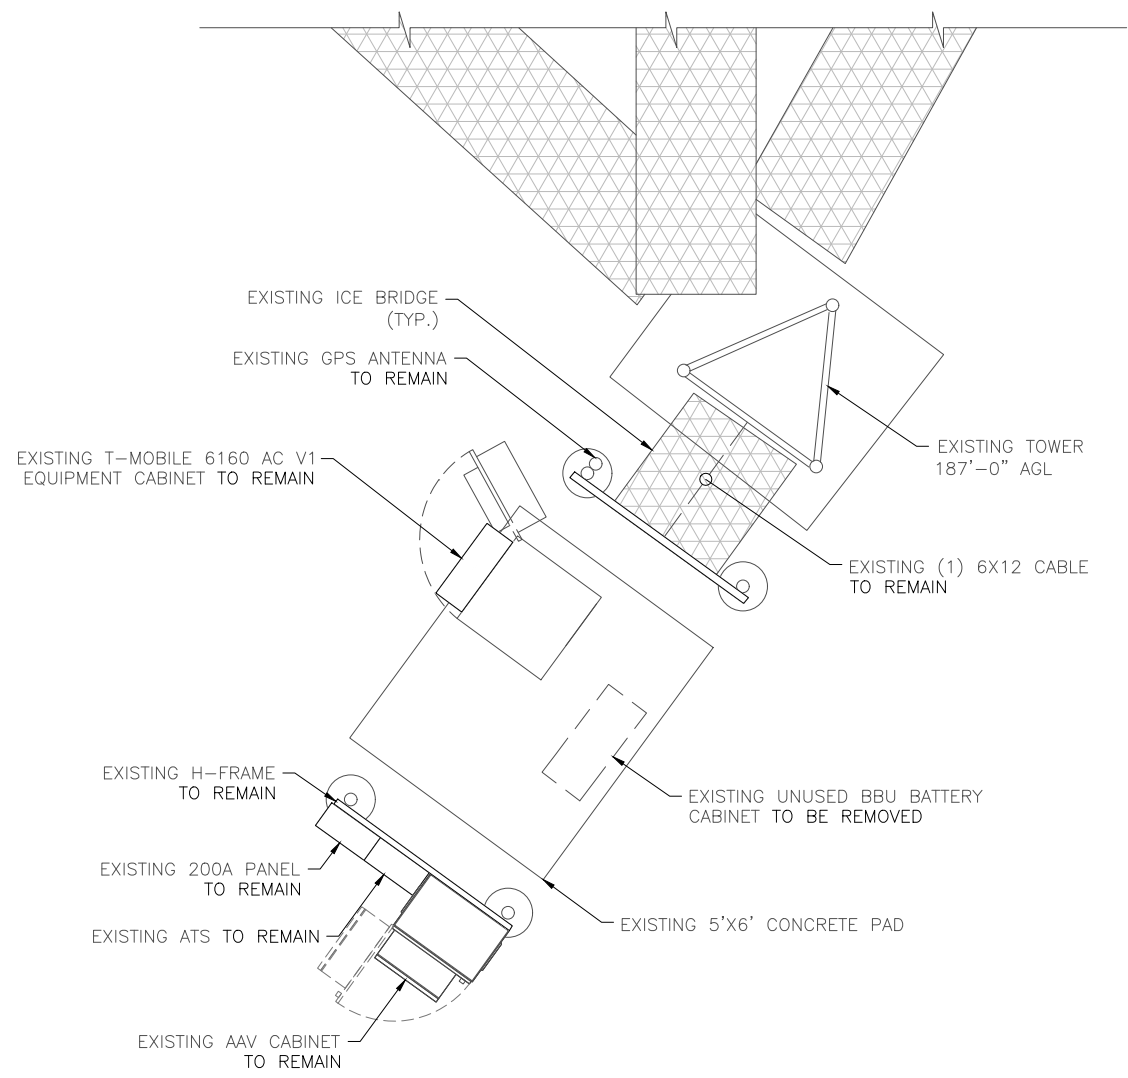 EXISTING ICE BRIDGE
(TYP.)
EXISTING GPS ANTENNA
TO REMAIN
EXISTING T-MOBILE 6160 AC V1
EQUIPMENT CABINET TO REMAIN
EXISTING TOWER
187'-0" AGL
EXISTING (1) 6X12 CABLE
TO REMAIN
EXISTING H-FRAME
TO REMAIN
EXISTING UNUSED BBU BATTERY
CABINET TO BE REMOVED
EXISTING 200A PANEL
TO REMAIN
EXISTING 5'X6' CONCRETE PAD
EXISTING ATS TO REMAIN
EXISTING AAV CABINET
TO REMAIN